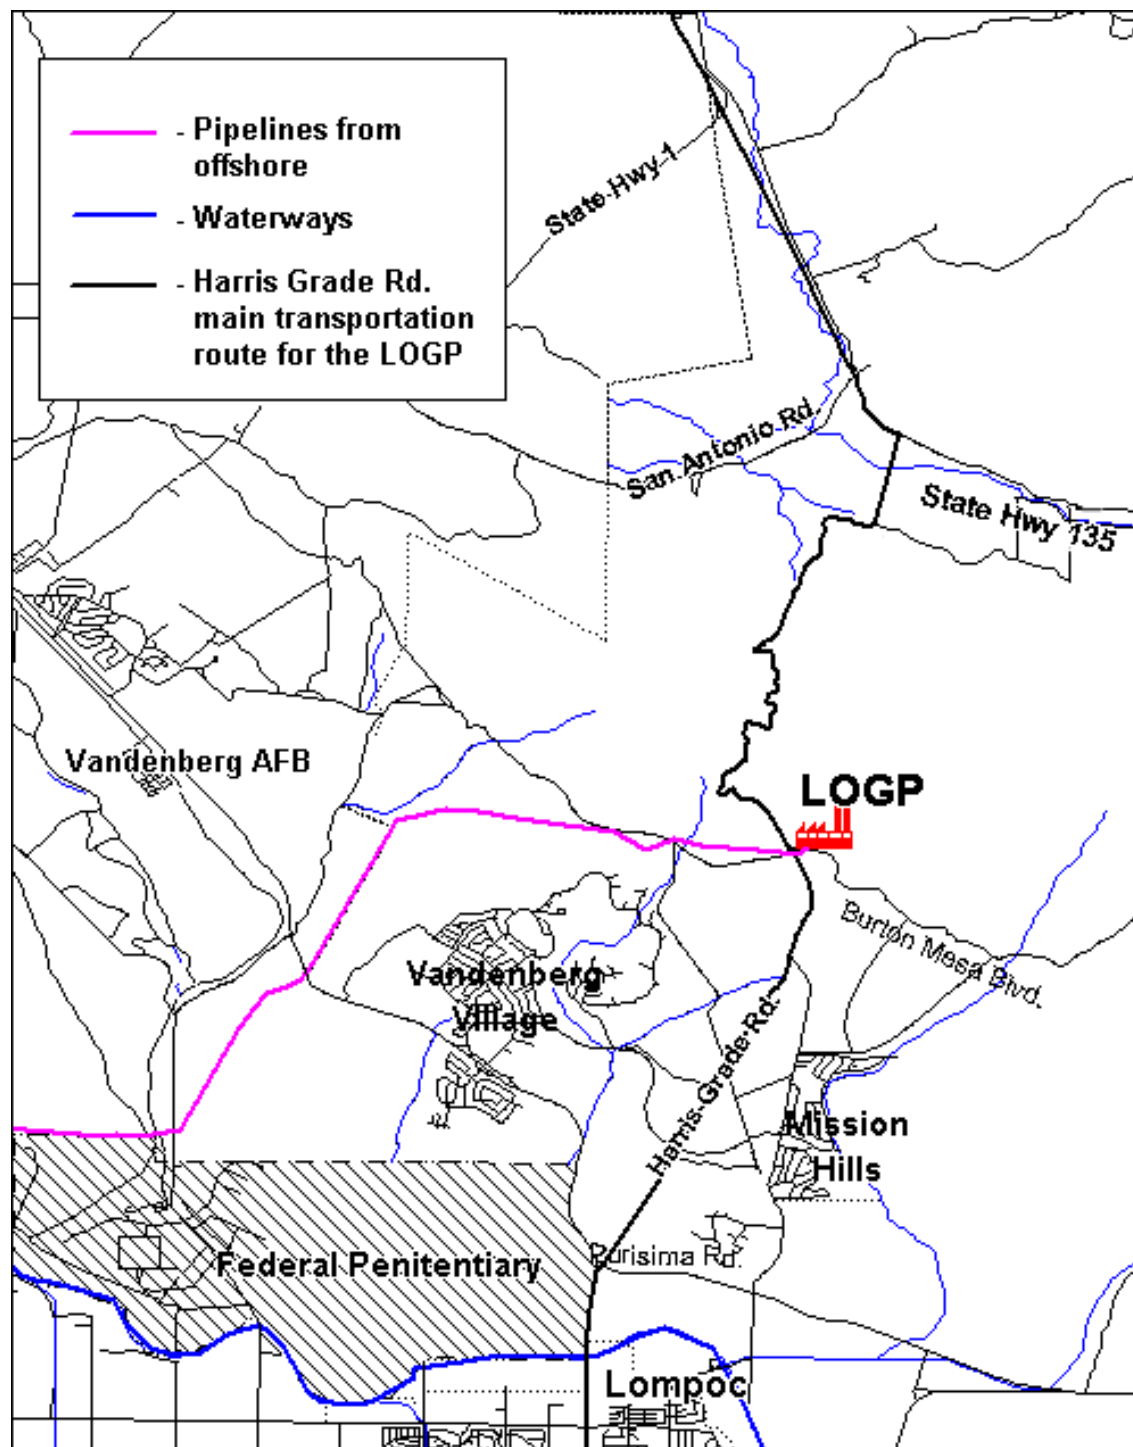 - Pipelines from
offshore
- Waterways
- Harris Grade Rd.
main transportation
route for the LOGP
State Hwy 1
San Antonio Rd.
State Hwy 135
Vandenberg AFB
LOGP
Burton Mesa Blvd.
Vandenberg
Village
Harris Grade Rd.
Mission
Hills
Purisima Rd.
Federal Penitentiary
Lompoc